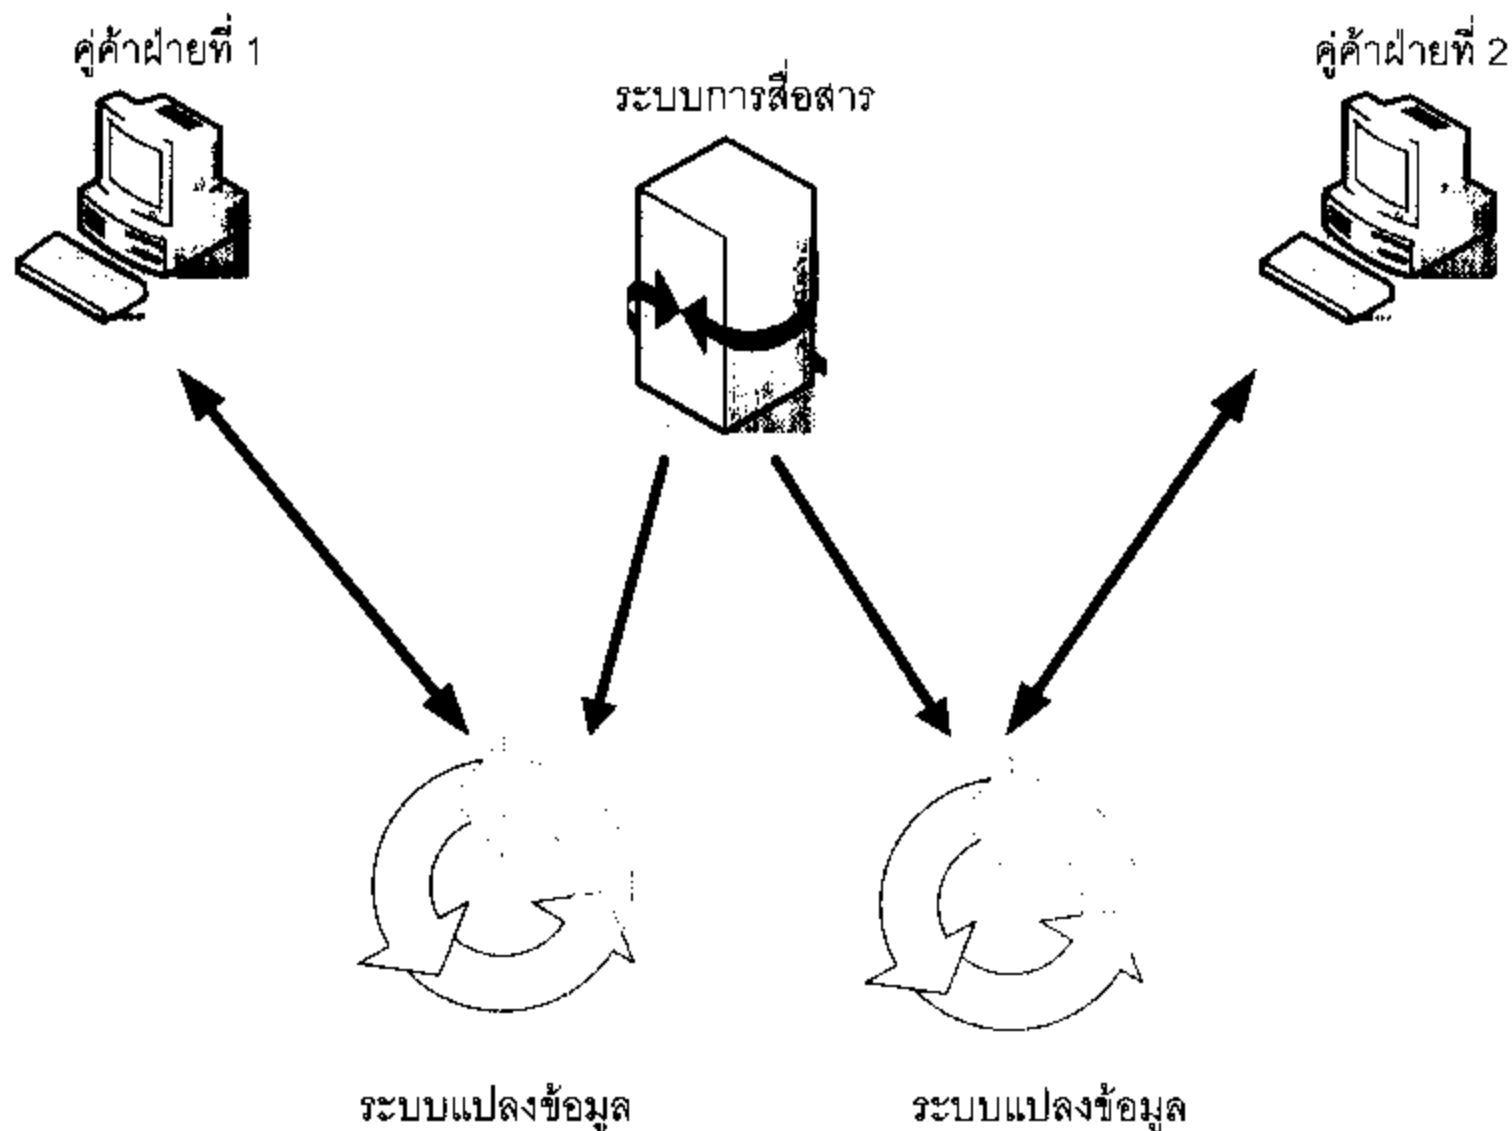 คู่ค้าฝ่ายที่ 1
คู่ค้าฝ่ายที่ 2
ระบบการสื่อสาร
ระบบแปลงข้อมูล
ระบบแปลงข้อมูล